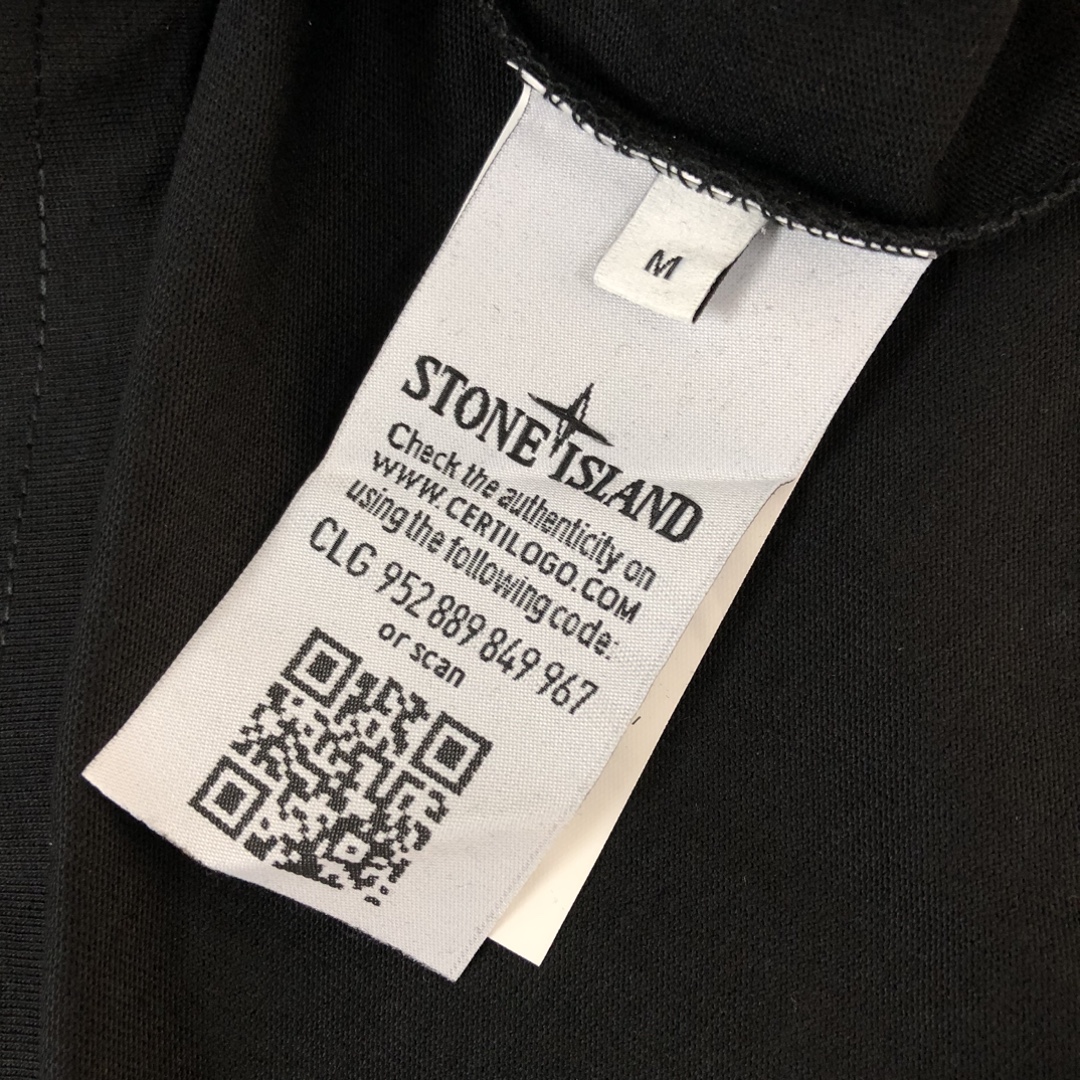 M
STONE ISLAND
Check the authenticity on
WWW.CERTILOGO.COM
using the following code:
CLG 952 889 849 967
or scan